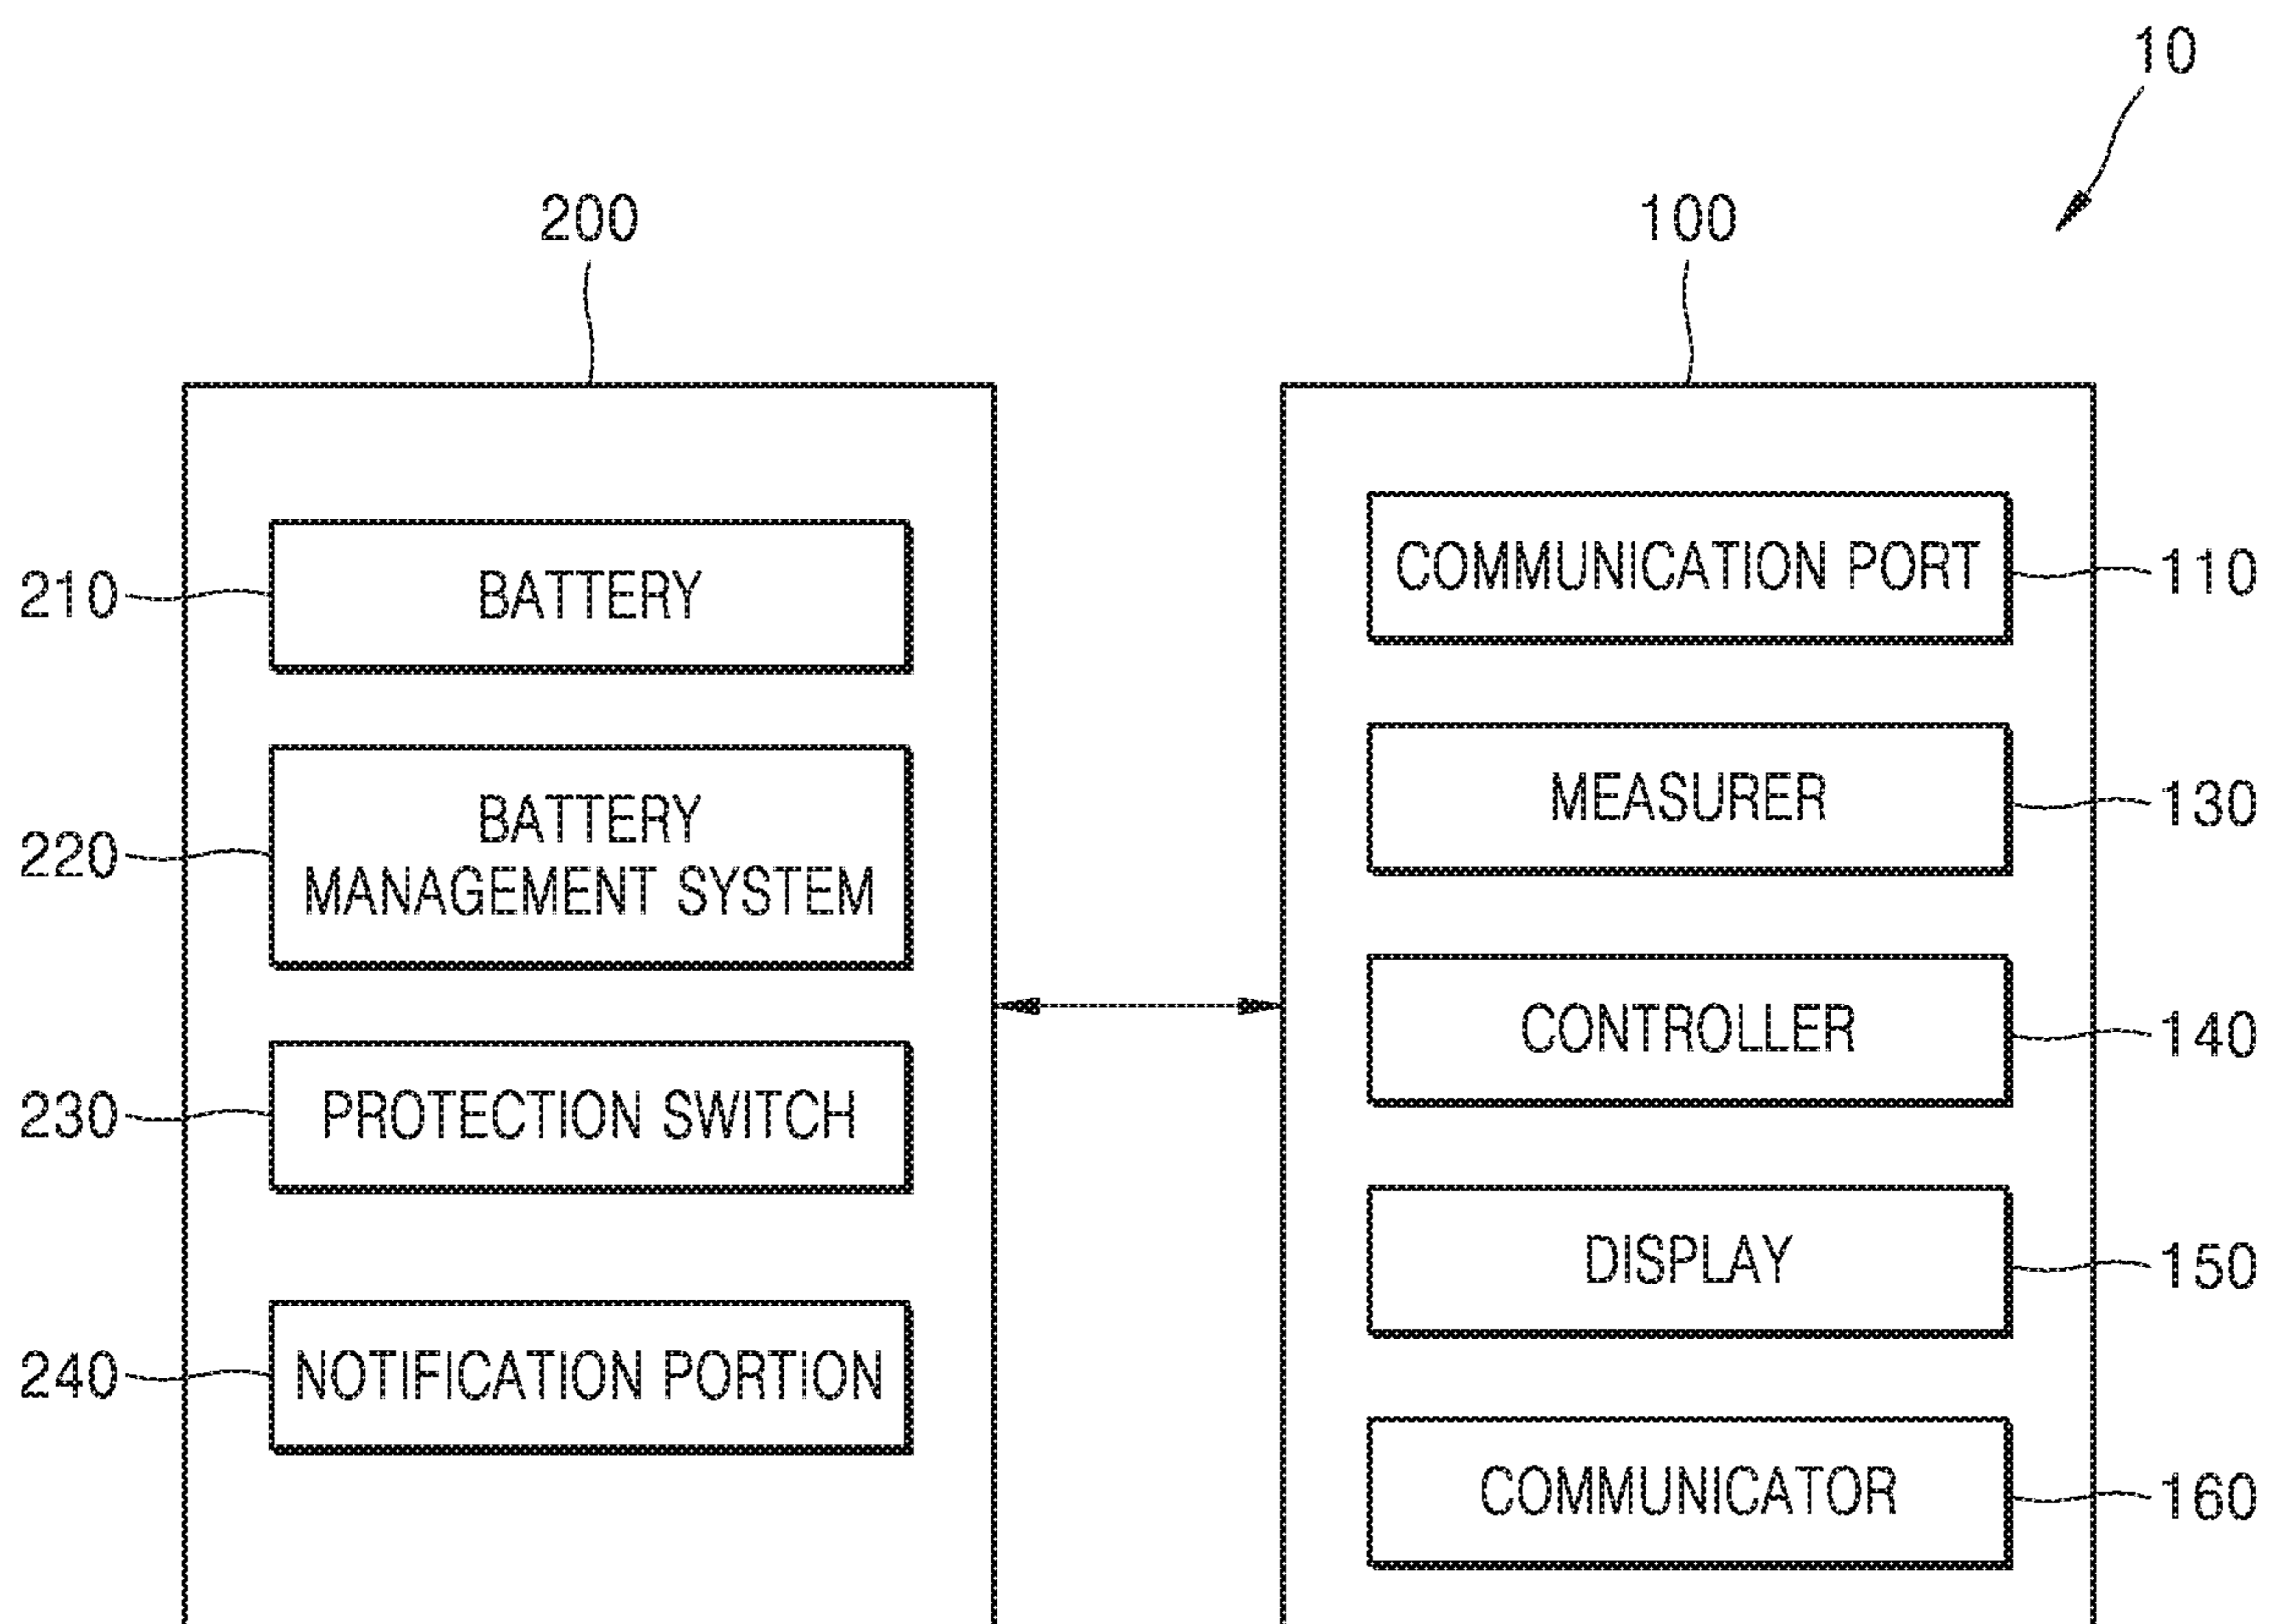 10
200
100
210
BATTERY
220
BATTERY
MANAGEMENT SYSTEM
230
PROTECTION SWITCH
240
NOTIFICATION PORTION
COMMUNICATION PORT
110
MEASURER
130
CONTROLLER
140
DISPLAY
150
COMMUNICATOR
160